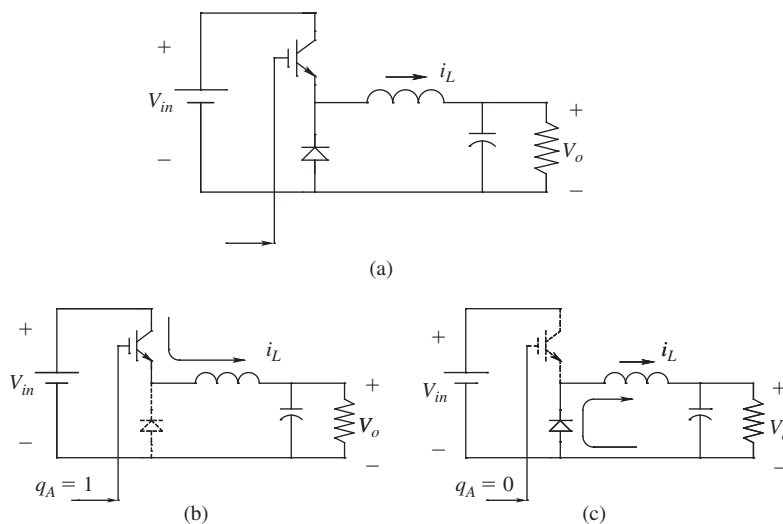 +
i_L
V_in
+
V_o
−
−
(a)
+
i_L
V_in
+
V_o
−
−
q_A = 1
(b)
+
i_L
V_in
+
V_o
−
−
q_A = 0
(c)